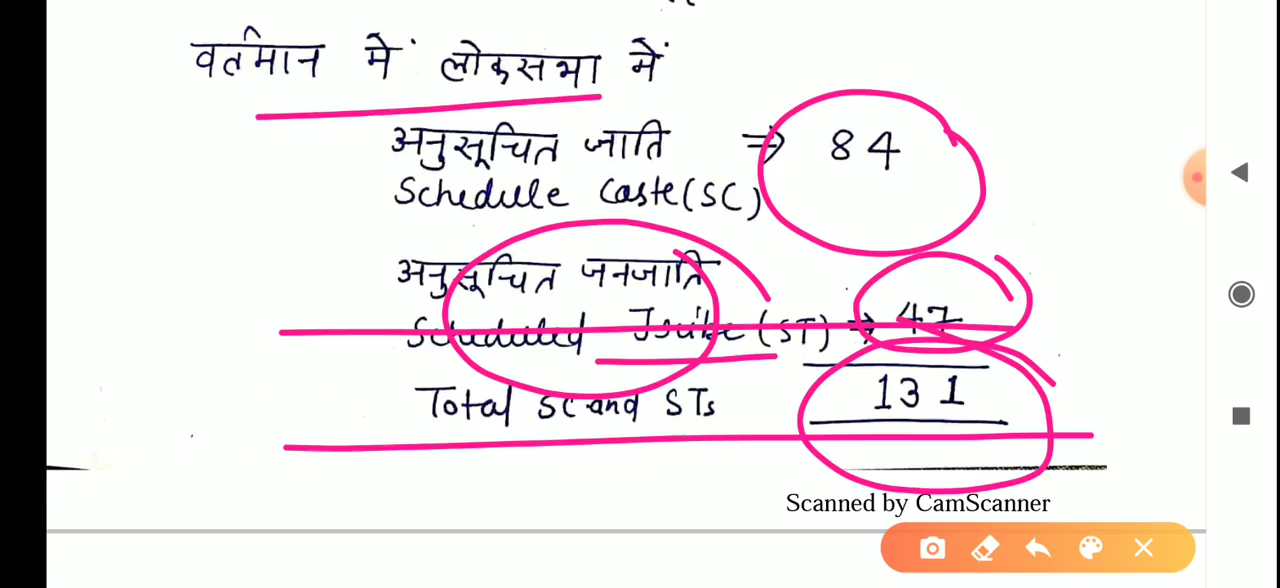 वर्तमान में लोकसभा में
अनुसूचित जाति ⇒ 84
Schedule Caste (SC)
अनुसूचित जनजाति
Scheduled Tribe (ST) → 47
Total SC and STs 131
Scanned by CamScanner